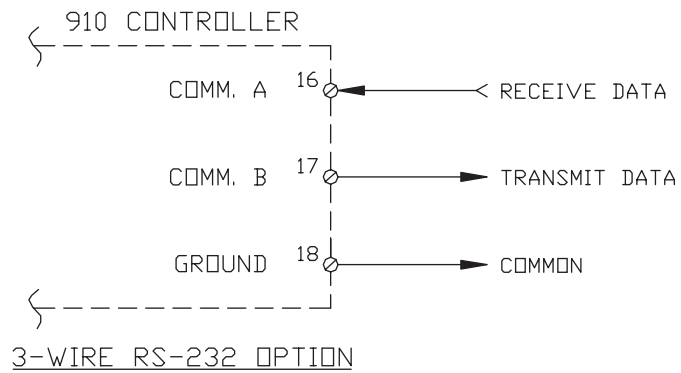 910 CONTROLLER
COMM. A 16 RECEIVE DATA
COMM. B 17 TRANSMIT DATA
GROUND 18 COMMON
3-WIRE RS-232 OPTION